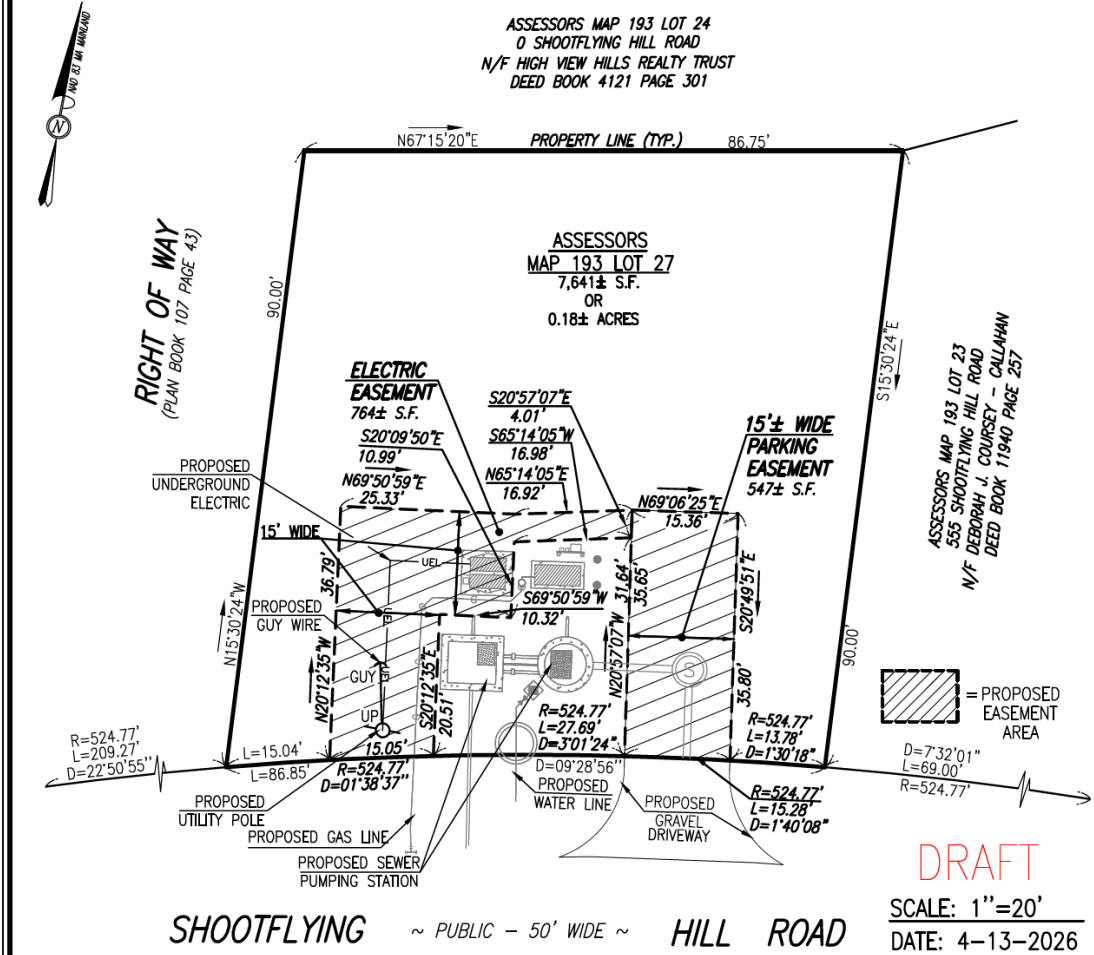 NAD 83 MA MAINLAND
N
ASSESSORS MAP 193 LOT 24
0 SHOOTFLYING HILL ROAD
N/F HIGH VIEW HILLS REALTY TRUST
DEED BOOK 4121 PAGE 301
N67°15'20"E
PROPERTY LINE (TYP.)
86.75'
RIGHT OF WAY
(PLAN BOOK 107 PAGE 43)
90.00'
N15°30'24"W
ASSESSORS
MAP 193 LOT 27
7,641± S.F.
OR
0.18± ACRES
S15°30'24"E
90.00'
ASSESSORS MAP 193 LOT 23
555 SHOOTFLYING HILL ROAD
N/F DEBORAH J. COURSEY - CALLAHAN
DEED BOOK 11940 PAGE 257
ELECTRIC
EASEMENT
764± S.F.
S20°09'50"E
10.99'
N69°50'59"E
25.33'
S20°57'07"E
4.01'
S65°14'05"W
16.98'
N65°14'05"E
16.92'
15'± WIDE
PARKING
EASEMENT
547± S.F.
N69°06'25"E
15.36'
PROPOSED
UNDERGROUND
ELECTRIC
15' WIDE
36.79'
N20°12'35"W
UEL
UEL
UEL
PROPOSED
GUY WIRE
GUY
UP
S69°50'59"W
10.32'
S20°12'35"E
20.51'
31.64'
35.65'
N20°57'07"W
S20°49'51"E
35.80'
S
= PROPOSED
EASEMENT
AREA
R=524.77'
L=209.27'
D=22°50'55"
L=15.04'
L=86.85'
15.05'
R=524.77'
D=01°38'37"
R=524.77'
L=27.69'
D=3°01'24"
D=09°28'56"
R=524.77'
L=13.78'
D=1°30'18"
R=524.77'
L=15.28'
D=1°40'08"
D=7°32'01"
L=69.00'
R=524.77'
PROPOSED
UTILITY POLE
PROPOSED GAS LINE
PROPOSED SEWER
PUMPING STATION
PROPOSED
WATER LINE
PROPOSED
GRAVEL
DRIVEWAY
DRAFT
SCALE: 1"=20'
DATE: 4-13-2026
SHOOTFLYING ~ PUBLIC - 50' WIDE ~ HILL ROAD